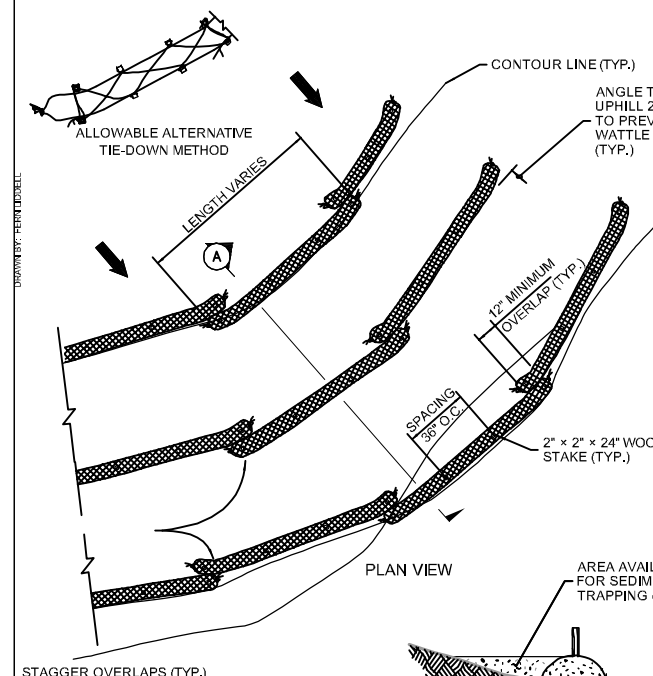 ALLOWABLE ALTERNATIVE
TIE-DOWN METHOD
CONTOUR LINE (TYP.)
ANGLE T
UPHILL 2
TO PREV
WATTLE
(TYP.)
DRAWN BY: FERN LIDDELL
LENGTH VARIES
A
12" MINIMUM
OVERLAP (TYP.)
SPACING
36" O.C.
2" × 2" × 24" WOO
STAKE (TYP.)
PLAN VIEW
AREA AVAIL
FOR SEDIM
TRAPPING
STAGGER OVERLAPS (TYP.)